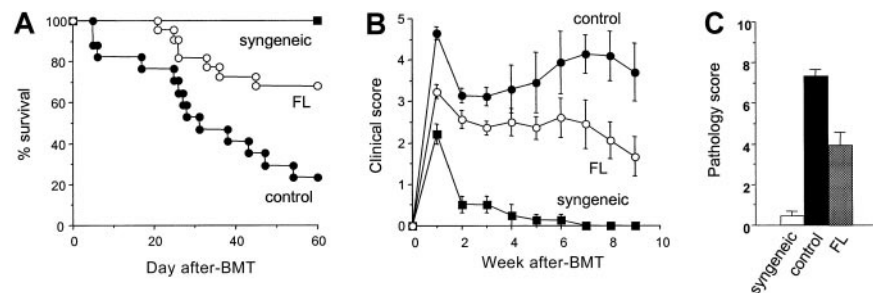 A
% survival
100
80
60
40
20
0
0
20
40
60
syngeneic
FL
control
Day after-BMT
B
Clinical score
5
4
3
2
1
0
0
2
4
6
8
10
control
FL
syngeneic
Week after-BMT
C
Pathology score
10
8
6
4
2
0
syngeneic
control
FL